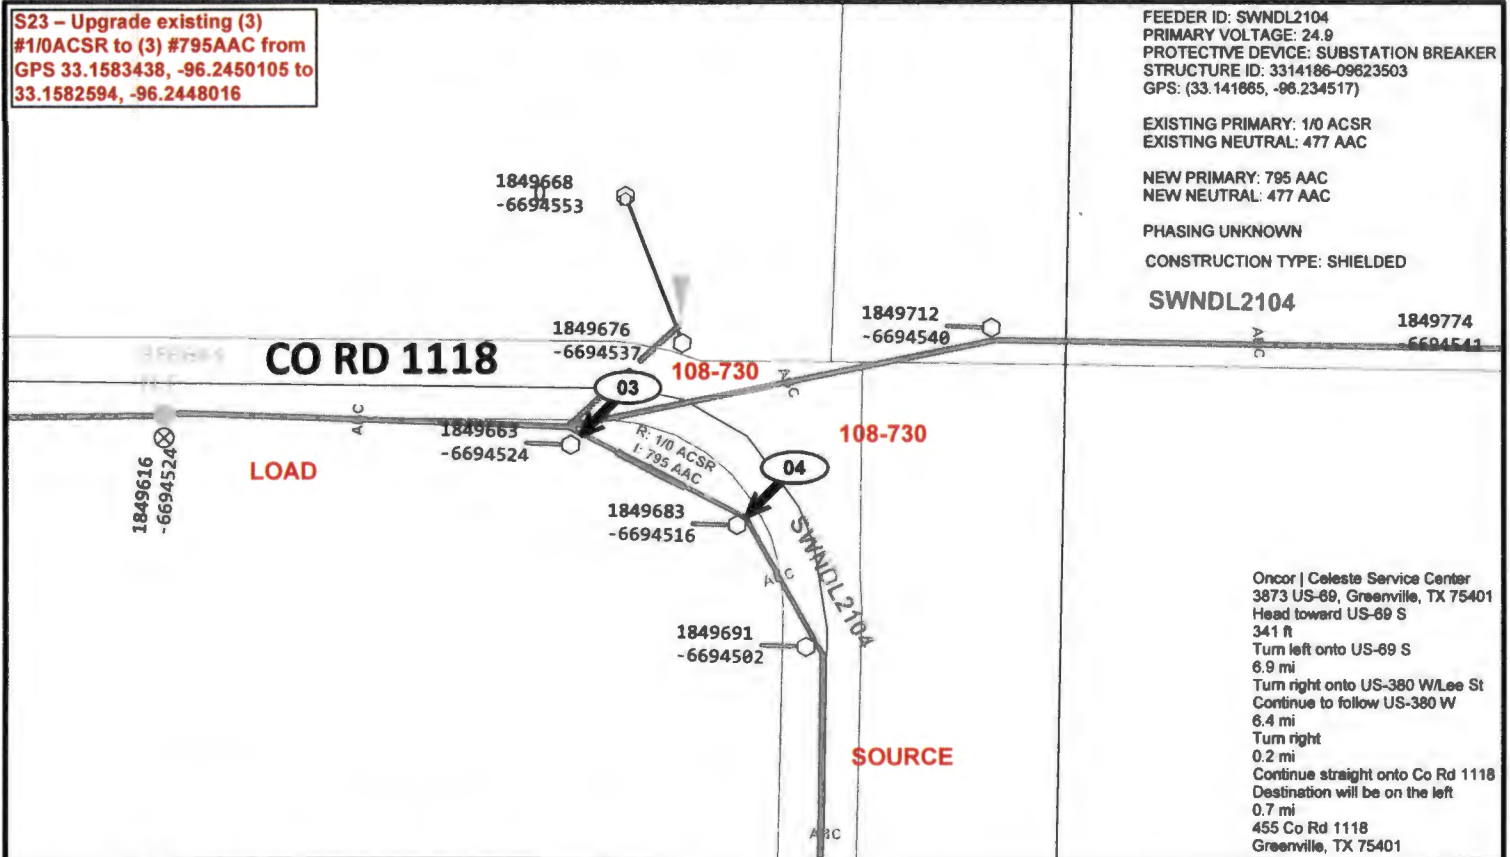 S23 – Upgrade existing (3)
#1/0ACSR to (3) #795AAC from
GPS 33.1583438, -96.2450105 to
33.1582594, -96.2448016
FEEDER ID: SWNDL2104
PRIMARY VOLTAGE: 24.9
PROTECTIVE DEVICE: SUBSTATION BREAKER
STRUCTURE ID: 3314186-09623503
GPS: (33.141665, -96.234517)
EXISTING PRIMARY: 1/0 ACSR
EXISTING NEUTRAL: 477 AAC
NEW PRIMARY: 795 AAC
NEW NEUTRAL: 477 AAC
PHASING UNKNOWN
CONSTRUCTION TYPE: SHIELDED
SWNDL2104
1849668
-6694553
1849676
-6694537
1849712
-6694540
1849774
-6694541
ABC
CO RD 1118
108-730
03
ABC
ABC
1849663
-6694524
108-730
R: 1/0 ACSR
I: 795 AAC
04
LOAD
1849616
-6694524
1849683
-6694516
SWNDL2104
ABC
1849691
-6694502
SOURCE
ABC
Oncor | Celeste Service Center
3873 US-69, Greenville, TX 75401
Head toward US-69 S
341 ft
Turn left onto US-69 S
6.9 mi
Turn right onto US-380 W/Lee St
Continue to follow US-380 W
6.4 mi
Turn right
0.2 mi
Continue straight onto Co Rd 1118
Destination will be on the left
0.7 mi
455 Co Rd 1118
Greenville, TX 75401